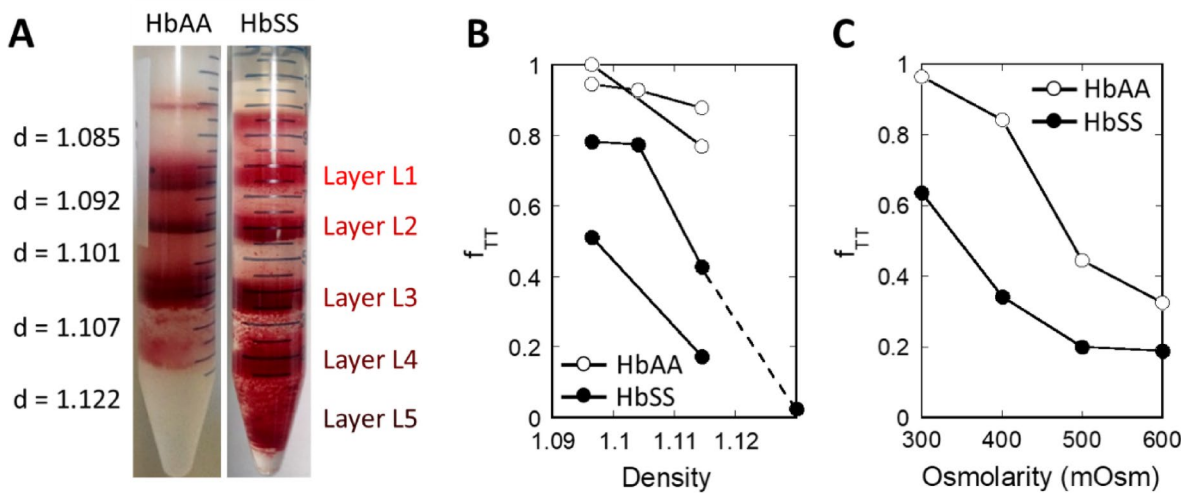 A
HbAA
HbSS
d = 1.085
d = 1.092
d = 1.101
d = 1.107
d = 1.122
Layer L1
Layer L2
Layer L3
Layer L4
Layer L5
B
f_TT
1
0.8
0.6
0.4
0.2
0
HbAA
HbSS
1.09
1.1
1.11
1.12
Density
C
f_TT
1
0.8
0.6
0.4
0.2
0
HbAA
HbSS
300
400
500
600
Osmolarity (mOsm)